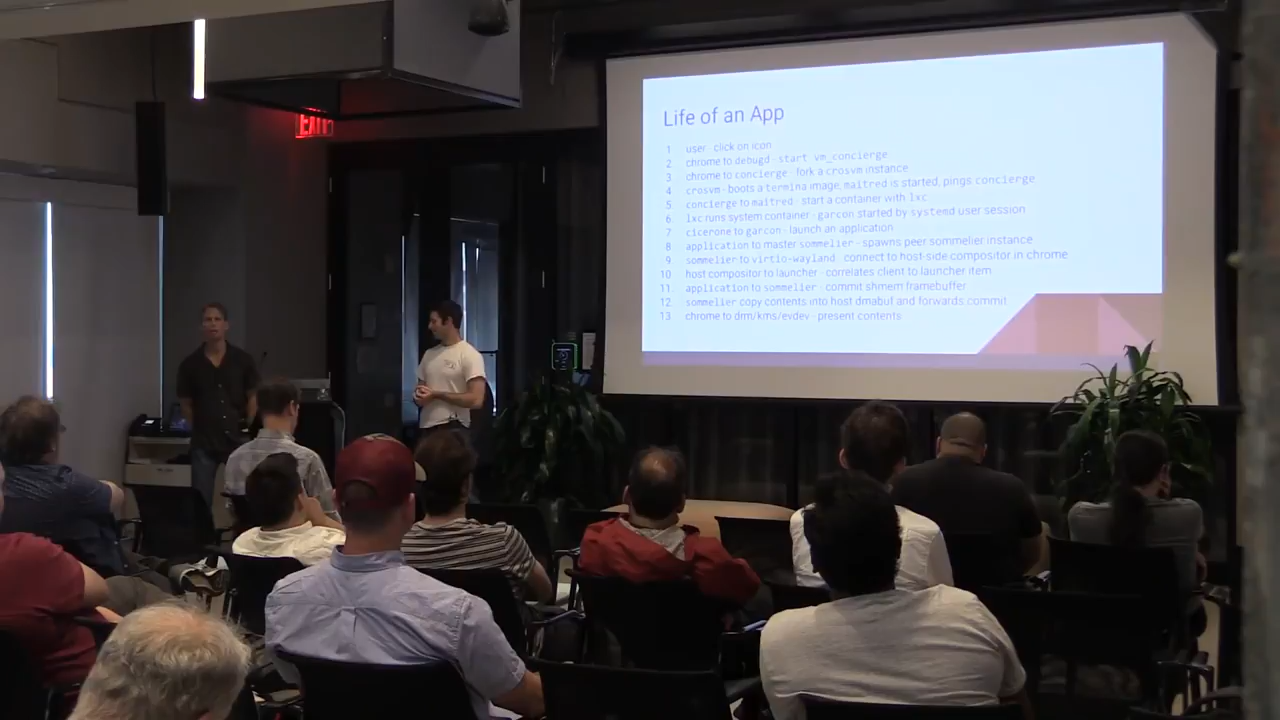 EXIT
Life of an App
1 user - click on icon
2 chrome to debugd - start vm_concierge
3 chrome to concierge - fork a crosvm instance
4 crosvm - boots a termina image, maitred is started, pings concierge
5 concierge to maitred - start a container with lxc
6 lxc runs system container - garcon started by systemd user session
7 cicerone to garcon - launch an application
8 application to master sommelier - spawns peer sommelier instance
9 sommelier to virtio-wayland - connect to host-side compositor in chrome
10 host compositor to launcher - correlates client to launcher item
11. application to sommelier - commit shmem framebuffer
12. sommelier copy contents into host dmabuf and forwards commit
13 chrome to drm/kms/evdev - present contents